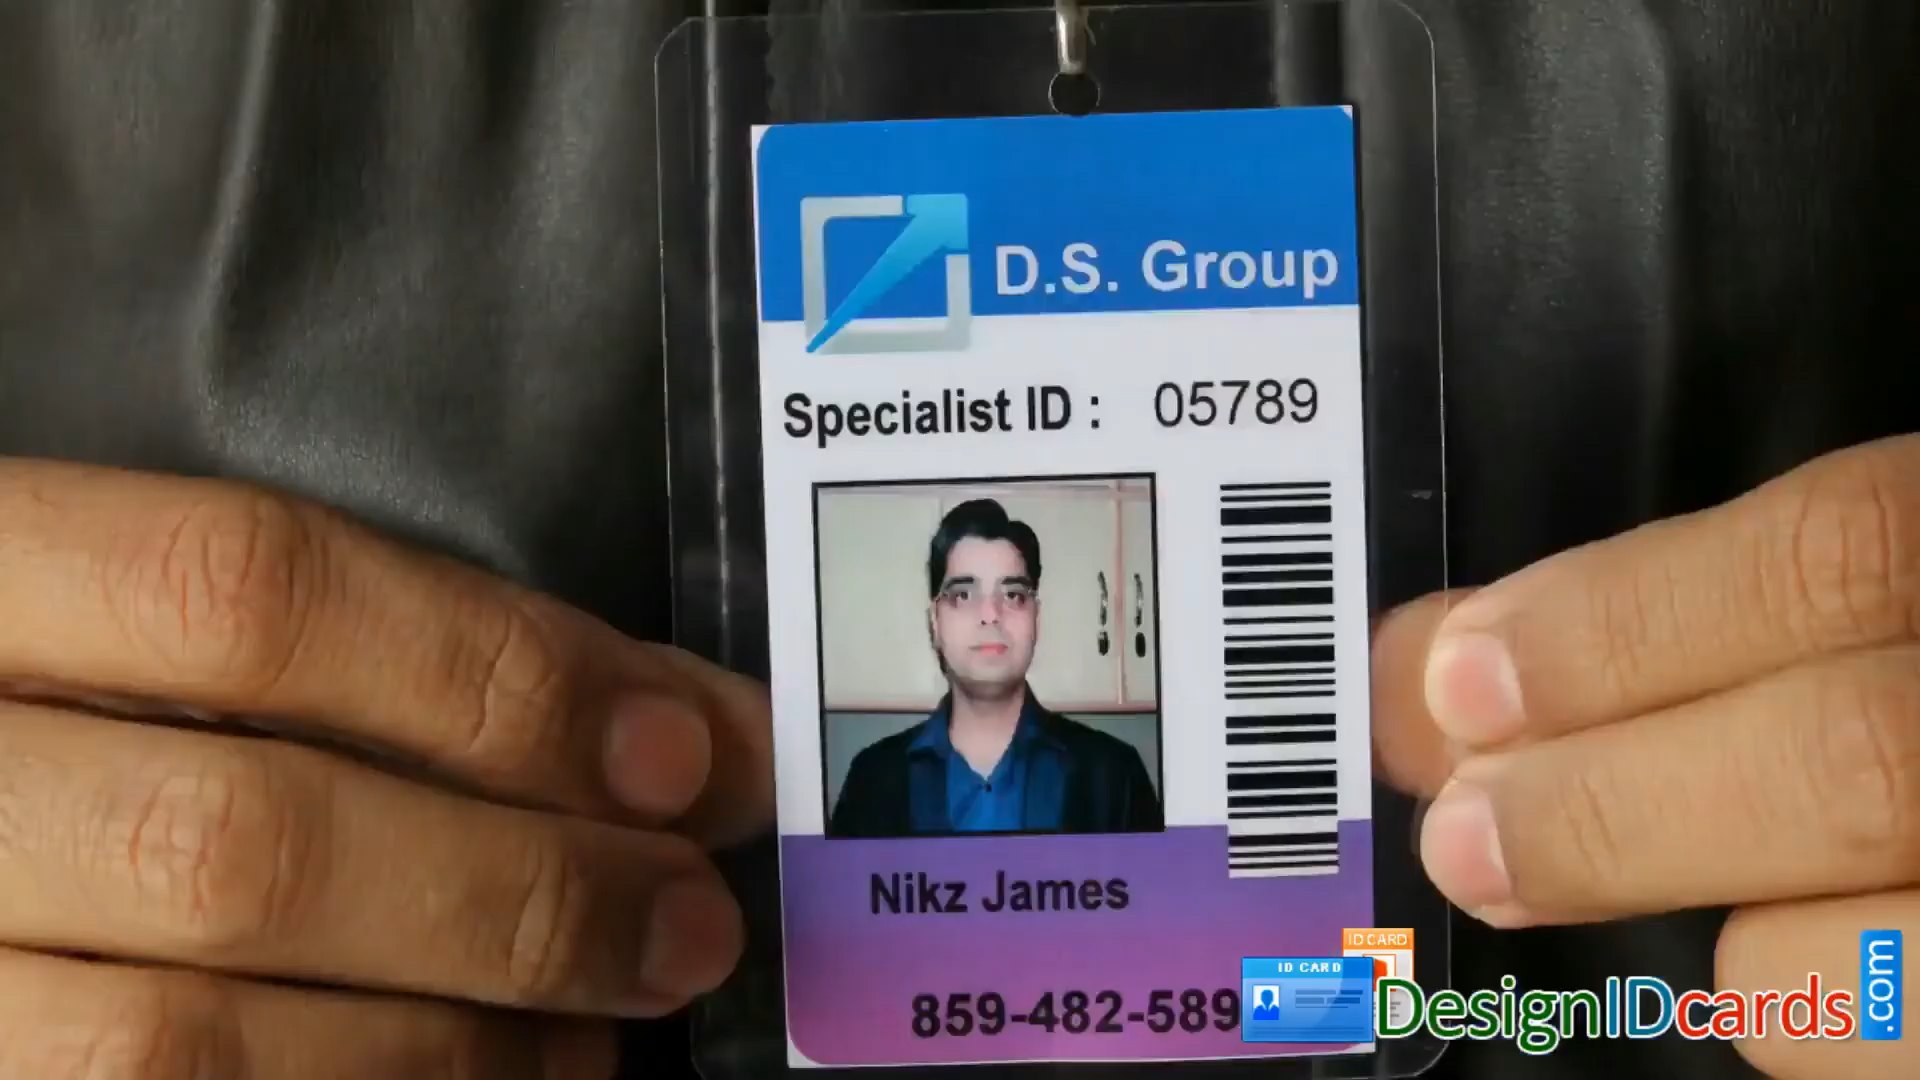 D.S. Group
Specialist ID : 05789
Nikz James
859-482-589
ID CARD
ID CARD
DesignIDcards
.com